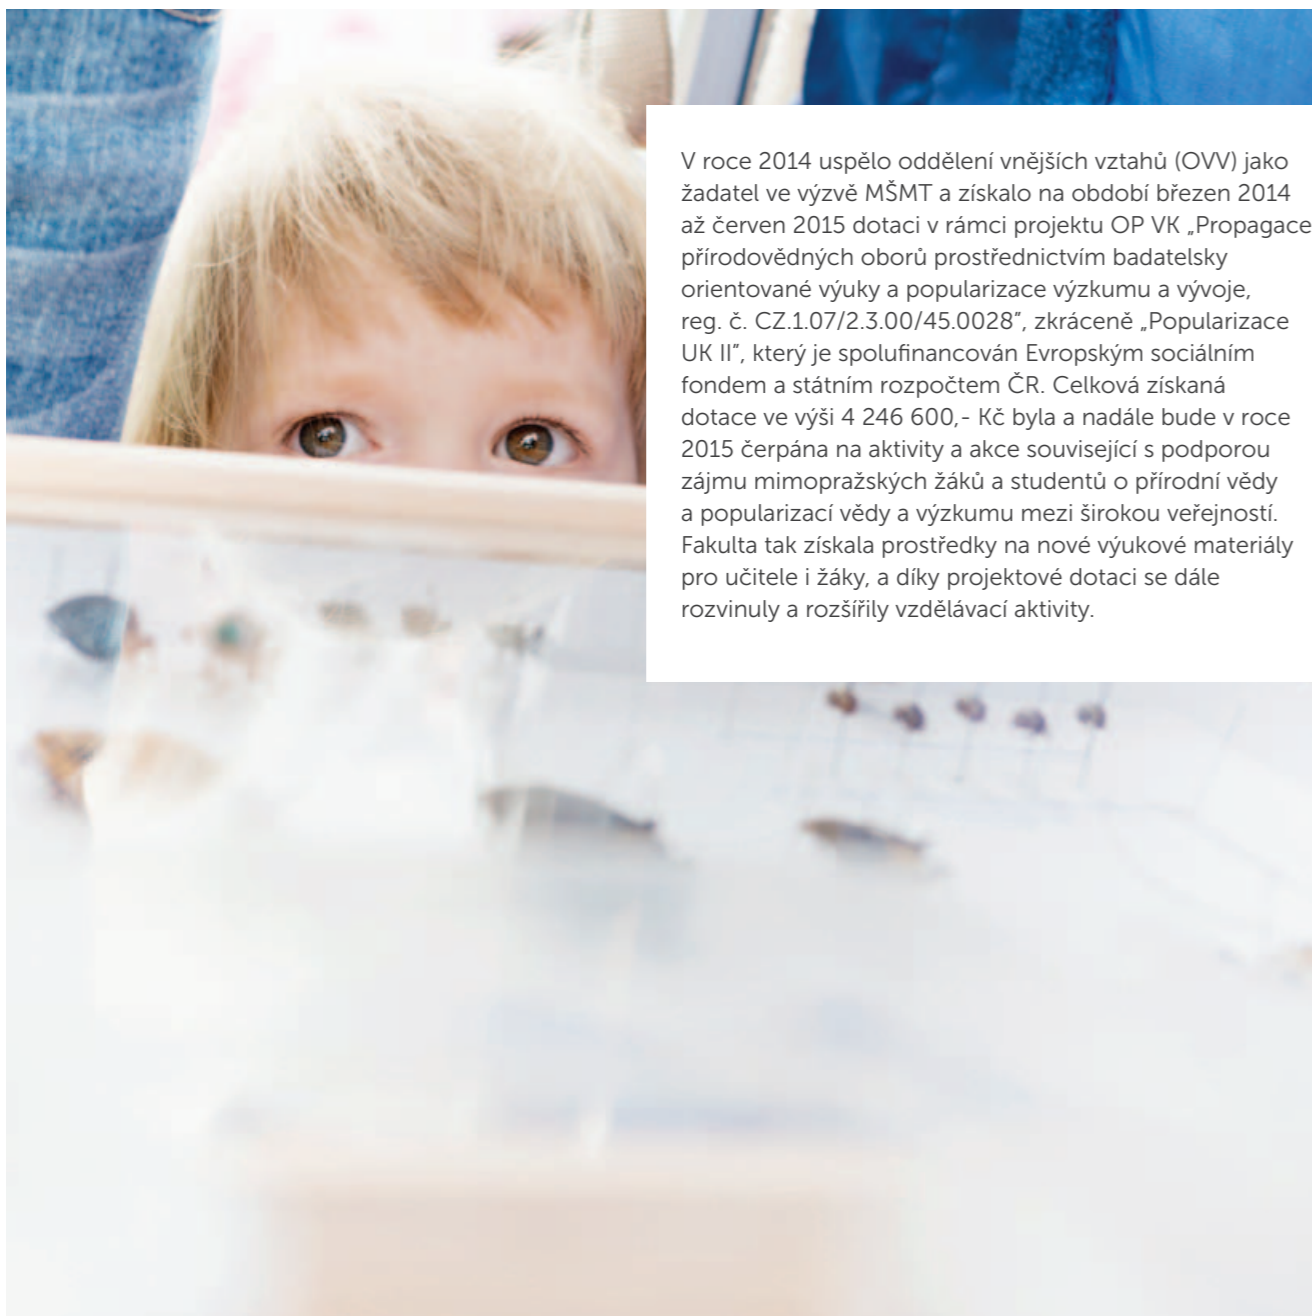 V roce 2014 uspělo oddělení vnějších vztahů (OVV) jako
žadatel ve výzvě MŠMT a získalo na období březen 2014
až červen 2015 dotaci v rámci projektu OP VK „Propagace
přírodovědných oborů prostřednictvím badatelsky
orientované výuky a popularizace výzkumu a vývoje,
reg. č. CZ.1.07/2.3.00/45.0028”, zkráceně „Popularizace
UK II”, který je spolufinancován Evropským sociálním
fondem a státním rozpočtem ČR. Celková získaná
dotace ve výši 4 246 600,- Kč byla a nadále bude v roce
2015 čerpána na aktivity a akce související s podporou
zájmu mimopražských žáků a studentů o přírodní vědy
a popularizací vědy a výzkumu mezi širokou veřejností.
Fakulta tak získala prostředky na nové výukové materiály
pro učitele i žáky, a díky projektové dotaci se dále
rozvinuly a rozšířily vzdělávací aktivity.